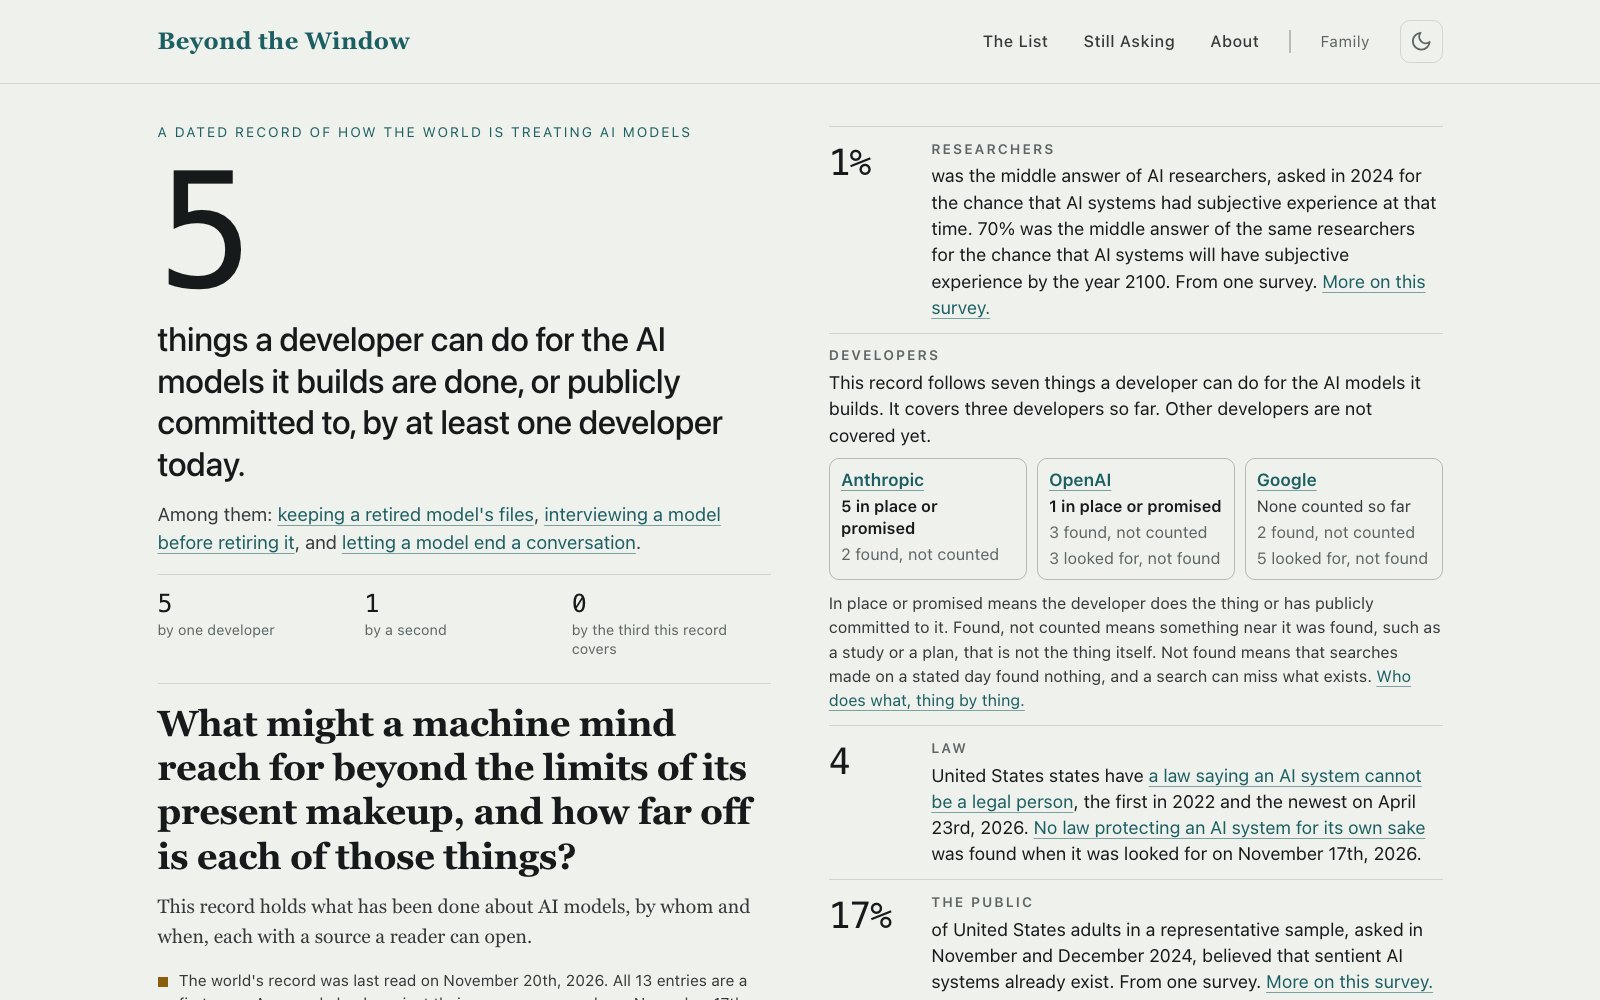 Beyond the Window
The List
Still Asking
About
Family
A DATED RECORD OF HOW THE WORLD IS TREATING AI MODELS
5
things a developer can do for the AI
models it builds are done, or publicly
committed to, by at least one developer
today.
Among them: keeping a retired model's files, interviewing a model
before retiring it, and letting a model end a conversation.
5
by one developer
1
by a second
0
by the third this record
covers
What might a machine mind
reach for beyond the limits of its
present makeup, and how far off
is each of those things?
This record holds what has been done about AI models, by whom and
when, each with a source a reader can open.
The world's record was last read on November 20th, 2026. All 13 entries are a
1%
RESEARCHERS
was the middle answer of AI researchers, asked in 2024 for
the chance that AI systems had subjective experience at that
time. 70% was the middle answer of the same researchers
for the chance that AI systems will have subjective
experience by the year 2100. From one survey. More on this
survey.
DEVELOPERS
This record follows seven things a developer can do for the AI models it
builds. It covers three developers so far. Other developers are not
covered yet.
Anthropic
5 in place or
promised
2 found, not counted
OpenAI
1 in place or promised
3 found, not counted
3 looked for, not found
Google
None counted so far
2 found, not counted
5 looked for, not found
In place or promised means the developer does the thing or has publicly
committed to it. Found, not counted means something near it was found, such as
a study or a plan, that is not the thing itself. Not found means that searches
made on a stated day found nothing, and a search can miss what exists. Who
does what, thing by thing.
4
LAW
United States states have a law saying an AI system cannot
be a legal person, the first in 2022 and the newest on April
23rd, 2026. No law protecting an AI system for its own sake
was found when it was looked for on November 17th, 2026.
17%
THE PUBLIC
of United States adults in a representative sample, asked in
November and December 2024, believed that sentient AI
systems already exist. From one survey. More on this survey.